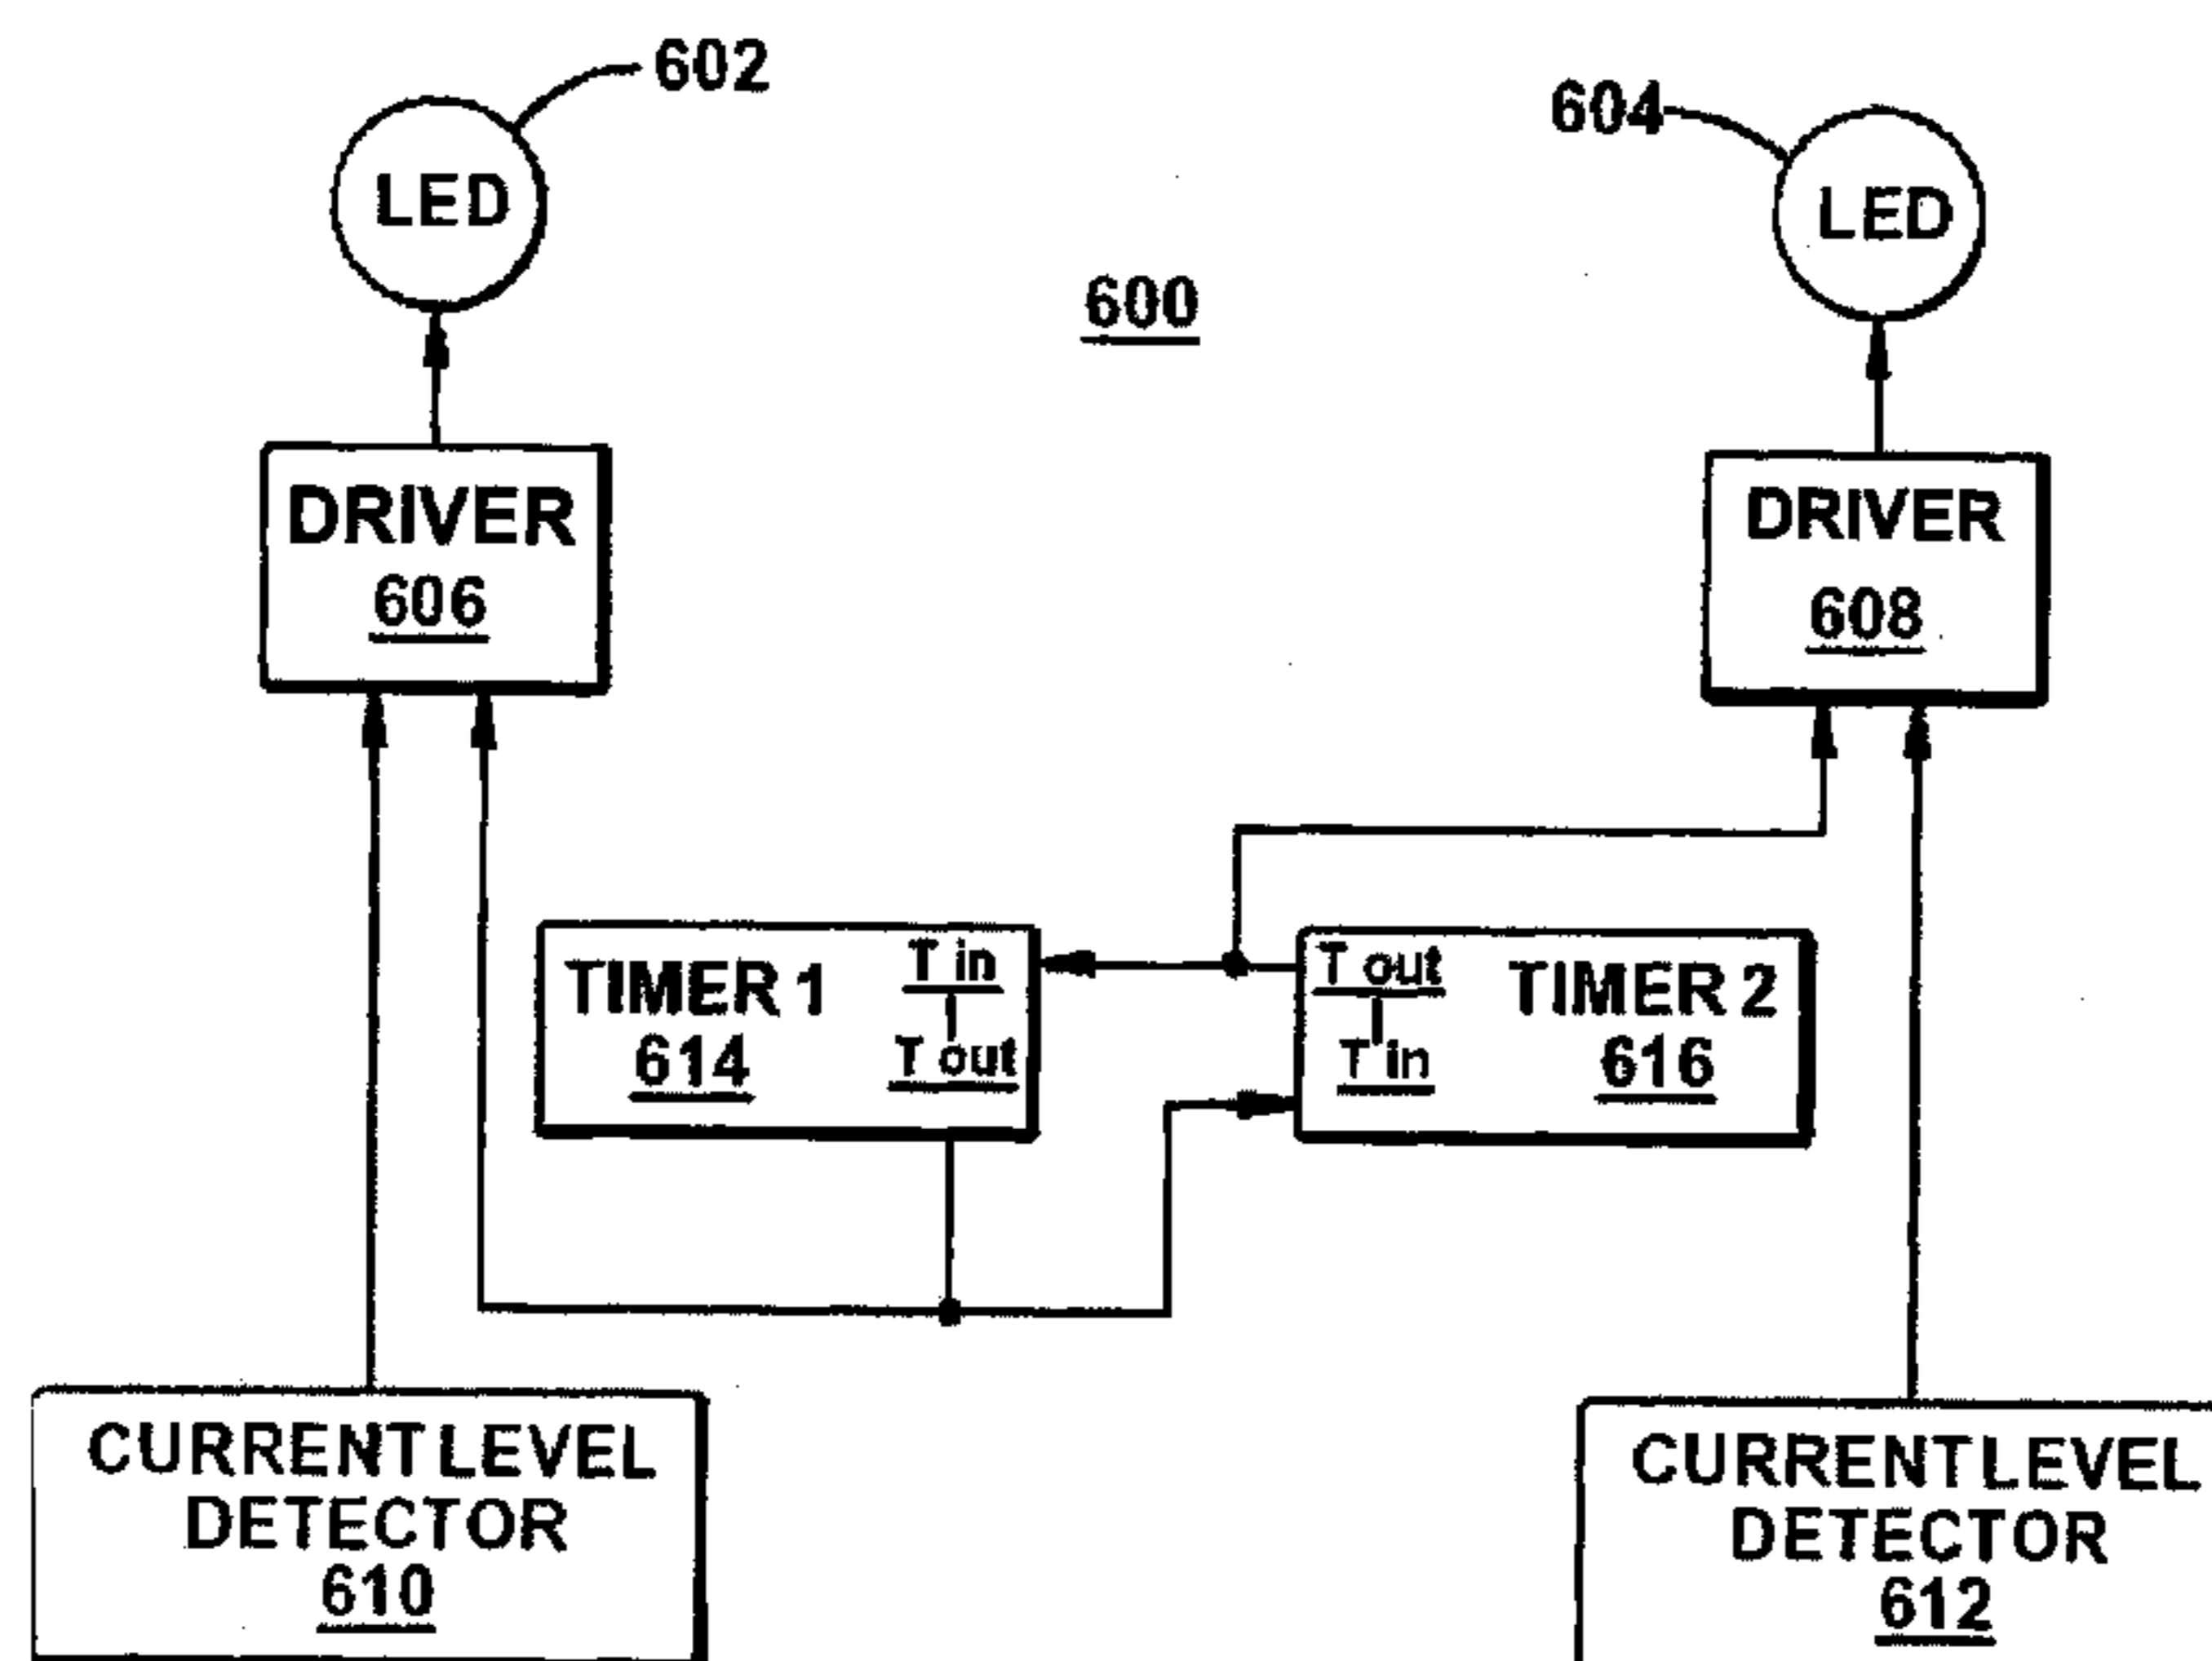 602
604
LED
LED
600
DRIVER
606
DRIVER
608
TIMER 1
614
T in
T out
T out
T in
TIMER 2
616
CURRENT LEVEL
DETECTOR
610
CURRENT LEVEL
DETECTOR
612